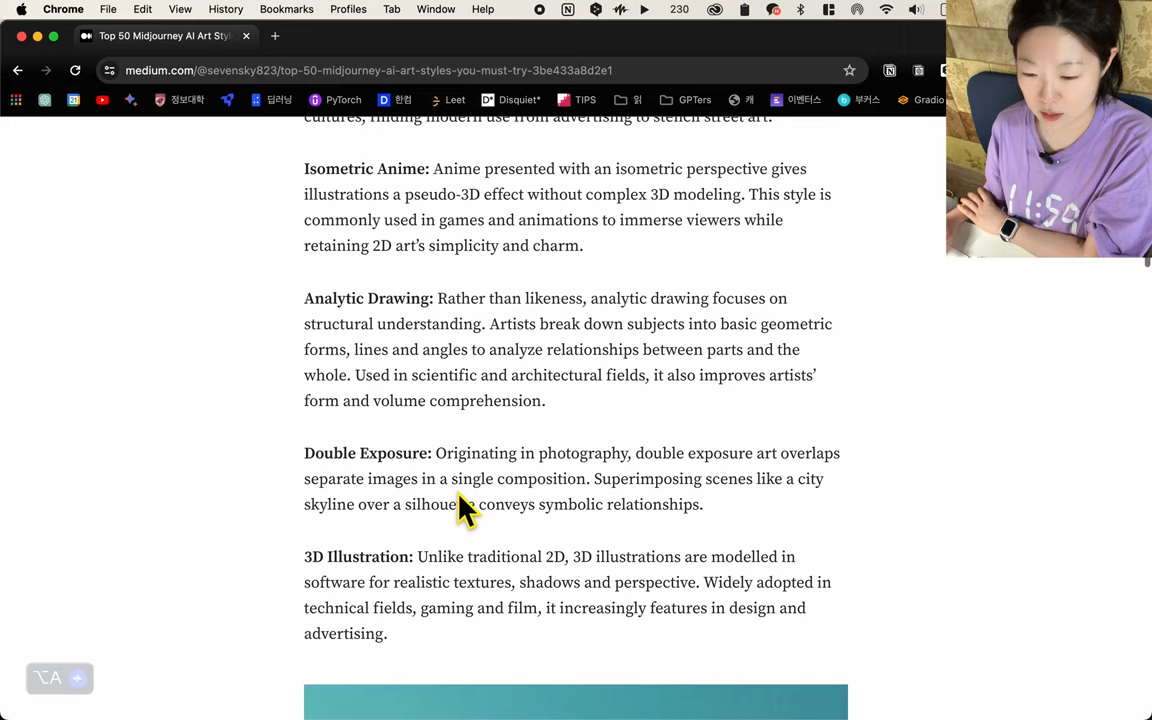 Chrome File Edit View History Bookmarks Profiles Tab Window Help 230
Top 50 Midjourney AI Art Sty
medium.com/@sevensky823/top-50-midjourney-ai-art-styles-you-must-try-3be433a8d2e1
정보대학 딥러닝 PyTorch 한컴 Leet Disquiet* TIPS 읽 GPTers 캐 이벤터스 부커스 Gradio
cultures, finding modern use from advertising to stencil street art.
Isometric Anime: Anime presented with an isometric perspective gives
illustrations a pseudo-3D effect without complex 3D modeling. This style is
commonly used in games and animations to immerse viewers while
retaining 2D art’s simplicity and charm.
Analytic Drawing: Rather than likeness, analytic drawing focuses on
structural understanding. Artists break down subjects into basic geometric
forms, lines and angles to analyze relationships between parts and the
whole. Used in scientific and architectural fields, it also improves artists’
form and volume comprehension.
Double Exposure: Originating in photography, double exposure art overlaps
separate images in a single composition. Superimposing scenes like a city
skyline over a conveys symbolic relationships.
3D Illustration: Unlike traditional 2D, 3D illustrations are modelled in
software for realistic textures, shadows and perspective. Widely adopted in
technical fields, gaming and film, it increasingly features in design and
advertising.
⌥A
11:59